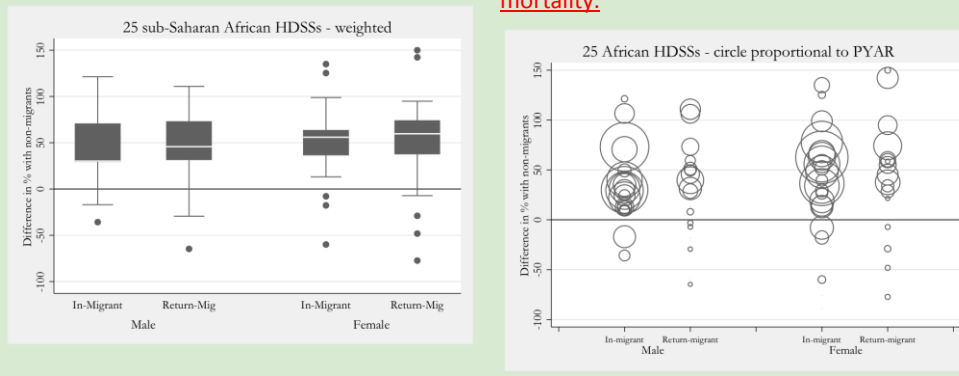 mortality.
25 sub-Saharan African HDSSs - weighted
Difference in % with non-migrants
150
100
50
0
-50
-100
In-Migrant Return-Mig In-Migrant Return-Mig
Male Female
25 African HDSSs - circle proportional to PYAR
Difference in % with non-migrants
150
100
50
0
-50
-100
In-migrant Return-migrant In-migrant Return-migrant
Male Female